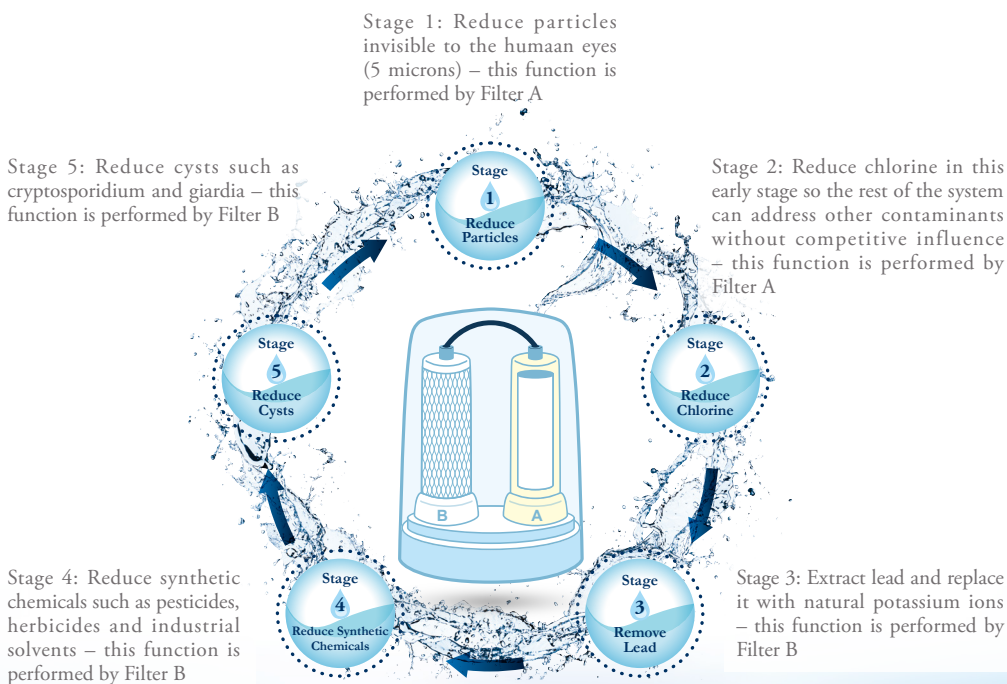 Stage 1: Reduce particles
invisible to the humaan eyes
(5 microns) – this function is
performed by Filter A
Stage 5: Reduce cysts such as
cryptosporidium and giardia – this
function is performed by Filter B
Stage
1
Reduce
Particles
Stage 2: Reduce chlorine in this
early stage so the rest of the system
can address other contaminants
without competitive influence
– this function is performed by
Filter A
Stage
5
Reduce
Cysts
Stage
2
Reduce
Chlorine
B
A
Stage 4: Reduce synthetic
chemicals such as pesticides,
herbicides and industrial
solvents – this function is
performed by Filter B
Stage
4
Reduce Synthetic
Chemicals
Stage
3
Remove
Lead
Stage 3: Extract lead and replace
it with natural potassium ions
– this function is performed by
Filter B